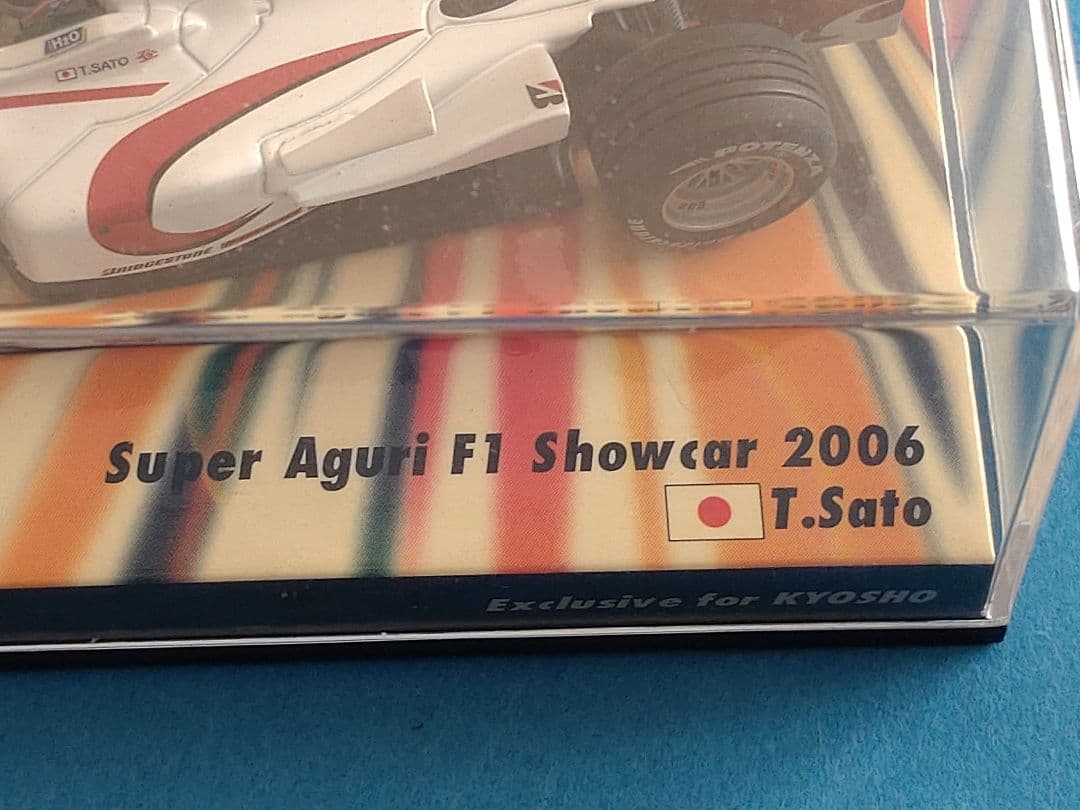 H2O
T.SATO
B
POTENZA
BRIDGESTONE
BRIDGESTONE
Super Aguri F1 Showcar 2006
T.Sato
Exclusive for KYOSHO